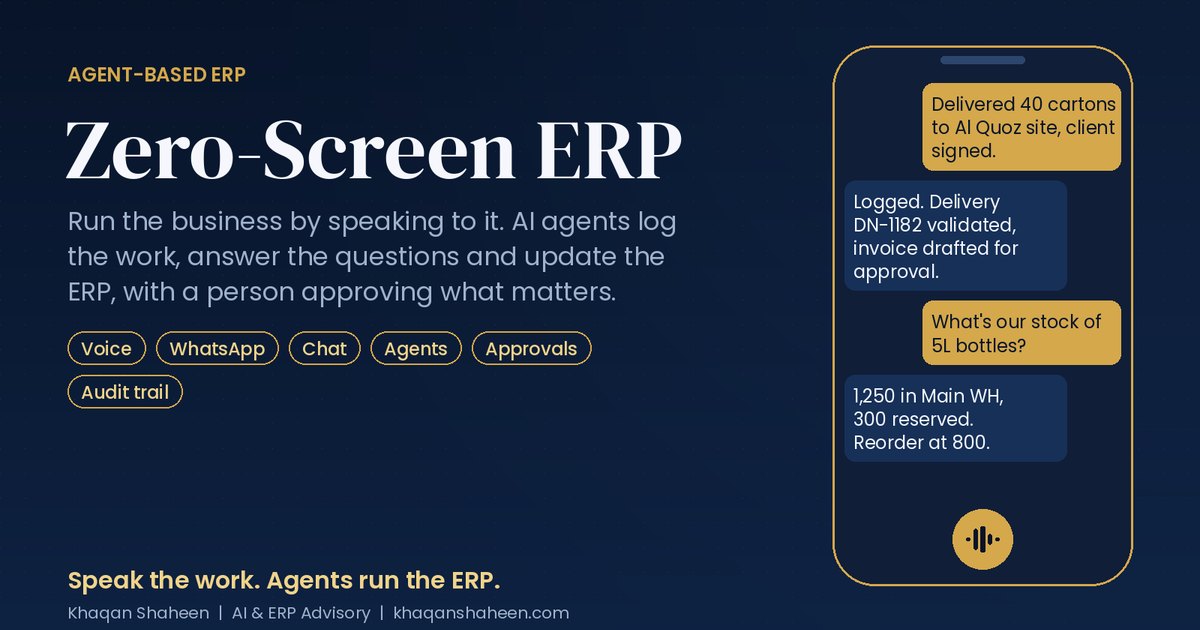 AGENT-BASED ERP
Zero-Screen ERP
Run the business by speaking to it. AI agents log
the work, answer the questions and update the
ERP, with a person approving what matters.
Voice
WhatsApp
Chat
Agents
Approvals
Audit trail
Speak the work. Agents run the ERP.
Khaqan Shaheen | AI & ERP Advisory | khaqanshaheen.com
Delivered 40 cartons
to Al Quoz site, client
signed.
Logged. Delivery
DN-1182 validated,
invoice drafted for
approval.
What's our stock of
5L bottles?
1,250 in Main WH,
300 reserved.
Reorder at 800.